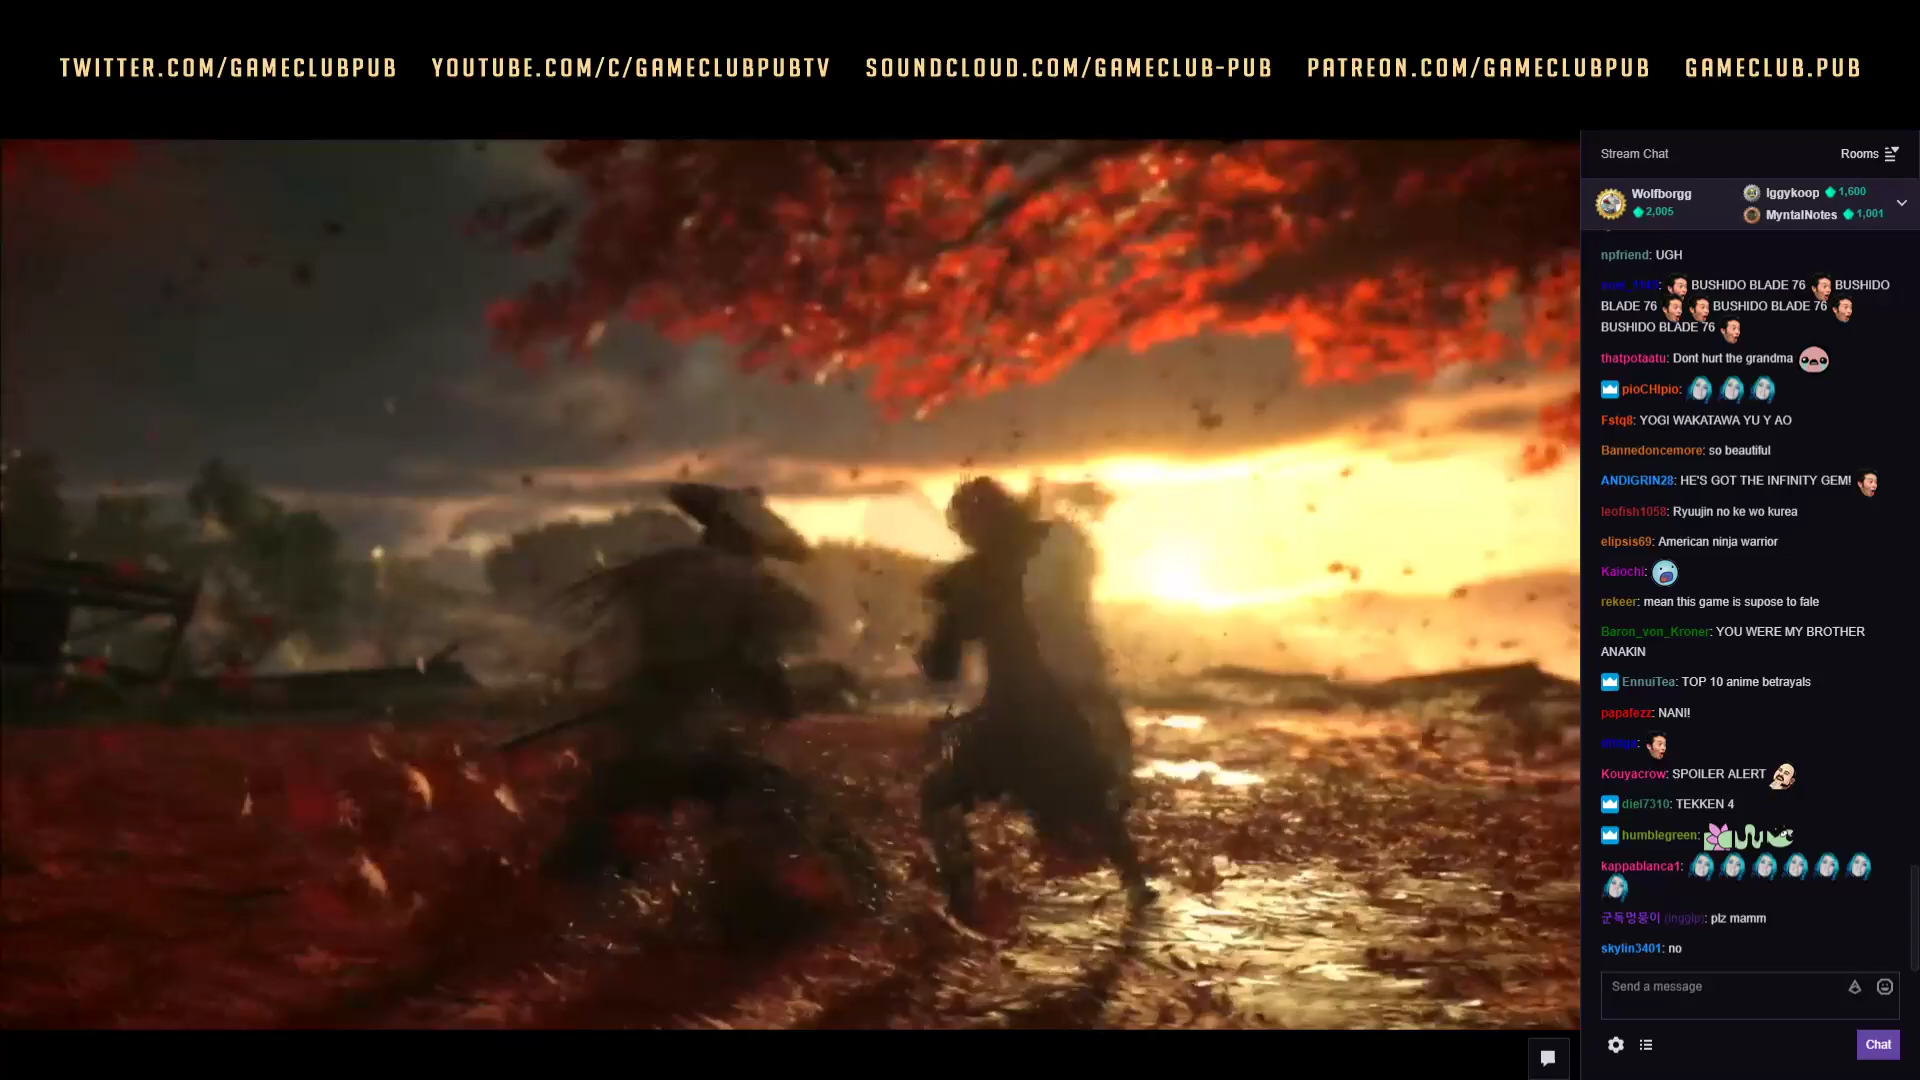 TWITTER.COM/GAMECLUBPUB YOUTUBE.COM/C/GAMECLUBPUBTV SOUNDCLOUD.COM/GAMECLUB-PUB PATREON.COM/GAMECLUBPUB GAMECLUB.PUB
Stream Chat Rooms
Wolfborgg Iggykoop 1,600
2,005 MyntalNotes 1,001
npfriend: UGH
BUSHIDO BLADE 76 BUSHIDO
BLADE 76 BUSHIDO BLADE 76
BUSHIDO BLADE 76
thatpotaatu: Dont hurt the grandma
pioCHIpio:
Fstq8: YOGI WAKATAWA YU Y AO
Bannedoncemore: so beautiful
ANDIGRIN28: HE'S GOT THE INFINITY GEM!
leofish1058: Ryuujin no ke wo kurea
elipsis69: American ninja warrior
Kaiochi:
rekeer: mean this game is supose to fale
Baron_von_Kroner: YOU WERE MY BROTHER
ANAKIN
EnnuiTea: TOP 10 anime betrayals
papafezz: NANI!
Kouyacrow: SPOILER ALERT
diel7310: TEKKEN 4
humblegreen:
kappablanca1:
군독멍뭉이 (ingglp): plz mamm
skylin3401: no
Send a message
Chat